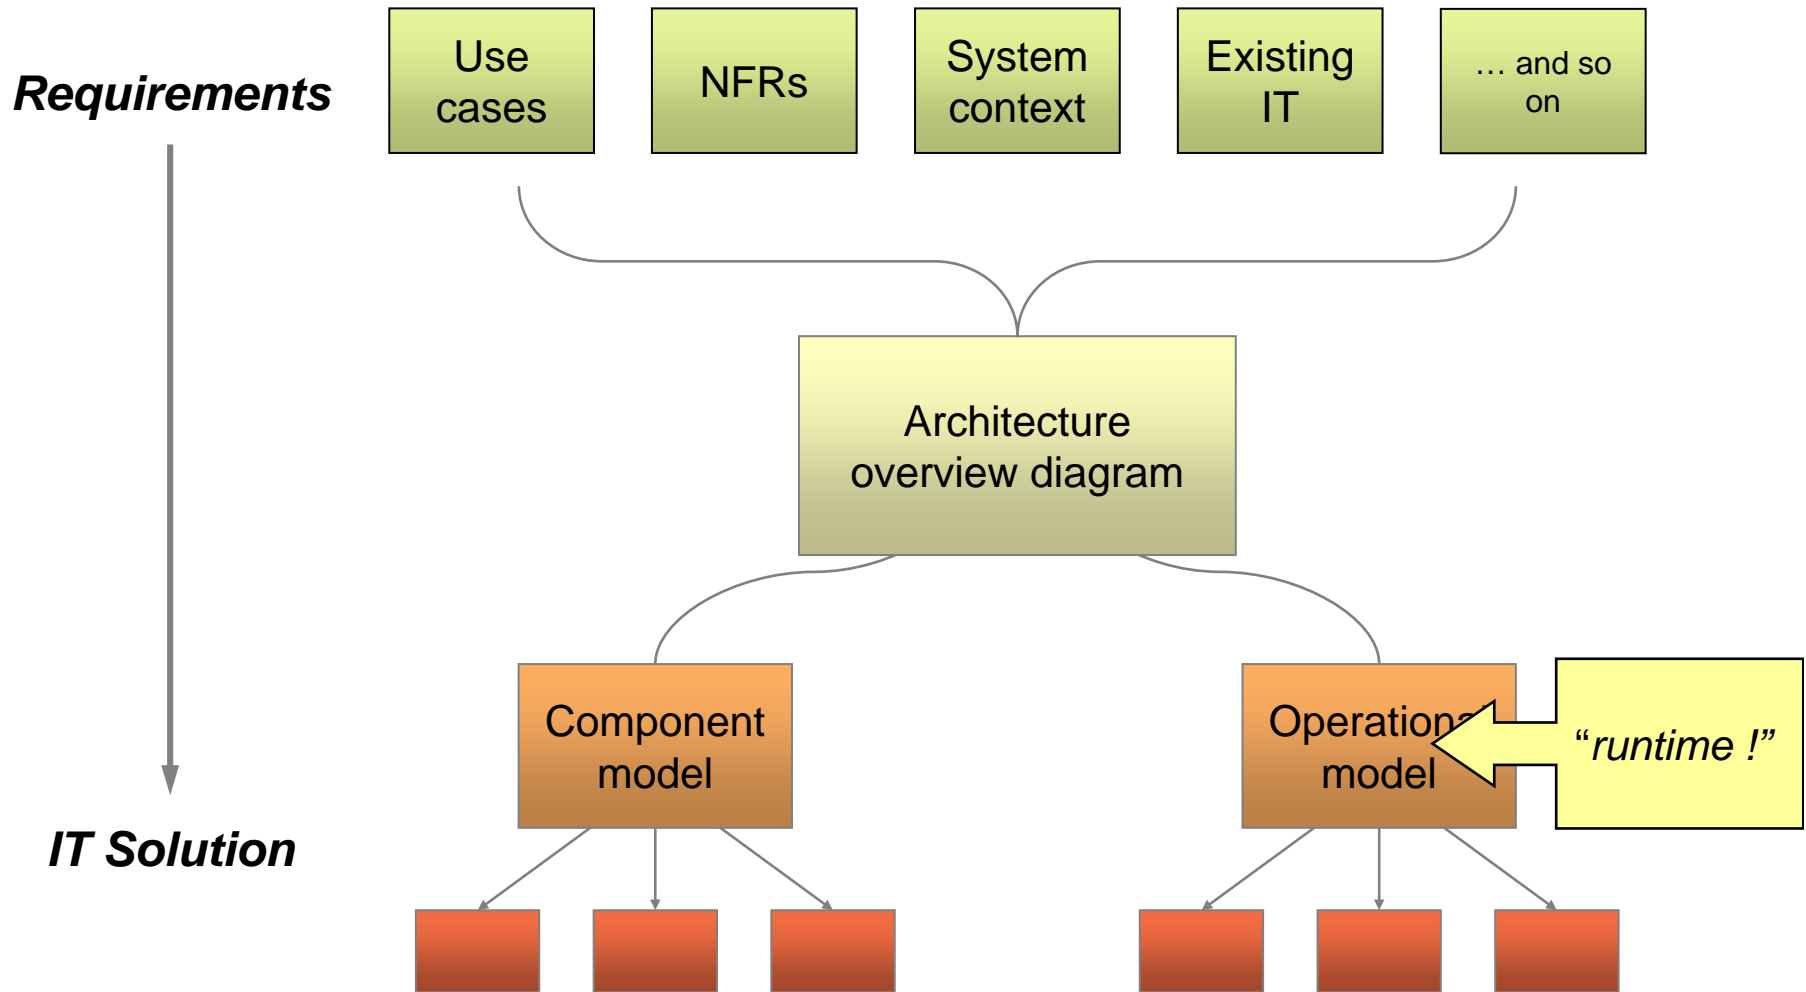 Requirements
Use
cases
NFRs
System
context
Existing
IT
… and so
on
Architecture
overview diagram
Component
model
Operational
model
“runtime !”
IT Solution